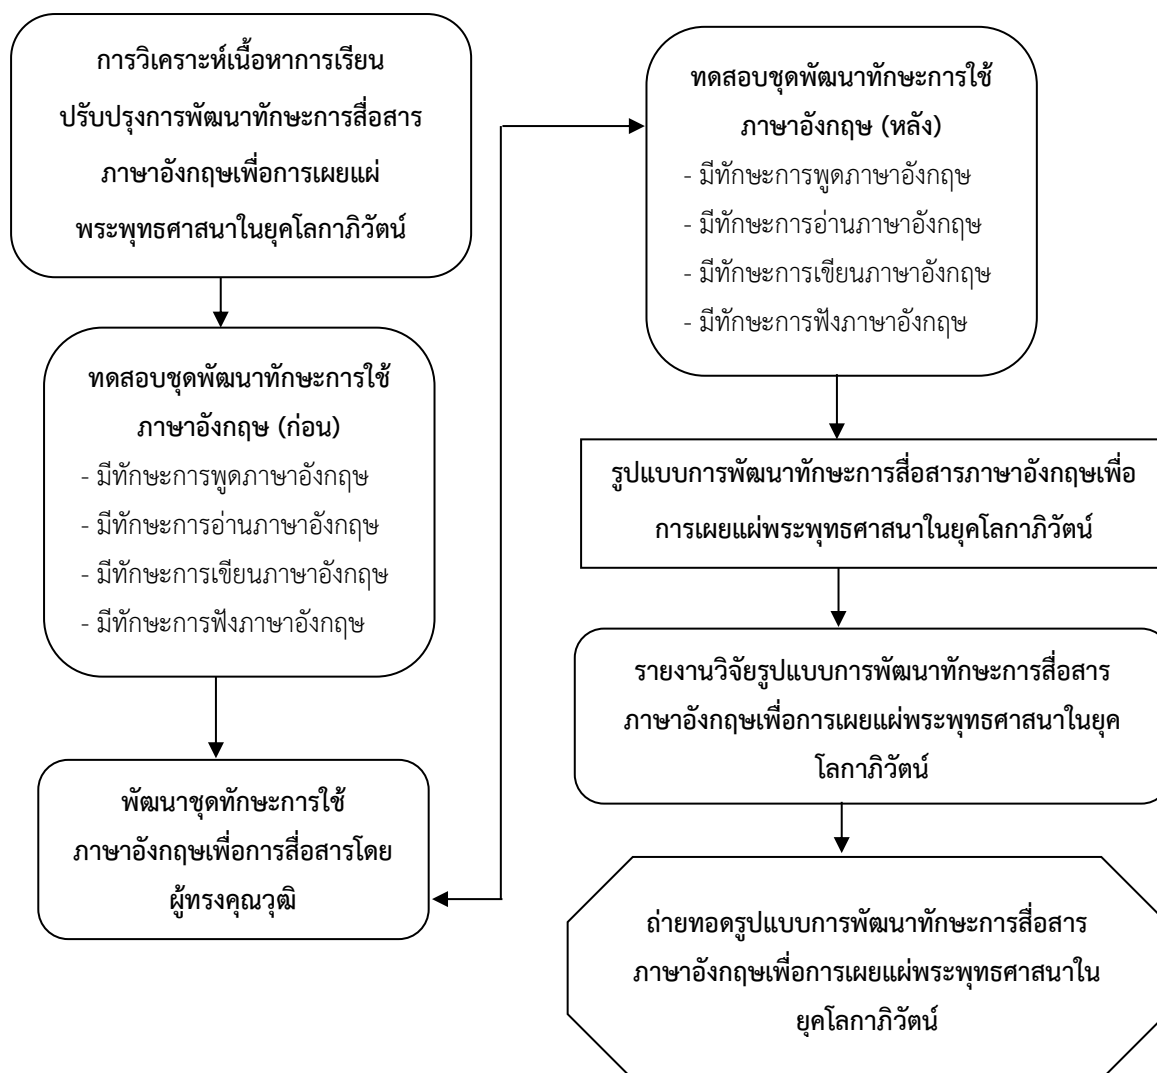 การวิเคราะห์เนื้อหาการเรียน
ปรับปรุงการพัฒนาทักษะการสื่อสาร
ภาษาอังกฤษเพื่อการเผยแผ่
พระพุทธศาสนาในยุคโลกาภิวัตน์
ทดสอบชุดพัฒนาทักษะการใช้
ภาษาอังกฤษ (ก่อน)
- มีทักษะการพูดภาษาอังกฤษ
- มีทักษะการอ่านภาษาอังกฤษ
- มีทักษะการเขียนภาษาอังกฤษ
- มีทักษะการฟังภาษาอังกฤษ
พัฒนาชุดทักษะการใช้
ภาษาอังกฤษเพื่อการสื่อสารโดย
ผู้ทรงคุณวุฒิ
ทดสอบชุดพัฒนาทักษะการใช้
ภาษาอังกฤษ (หลัง)
- มีทักษะการพูดภาษาอังกฤษ
- มีทักษะการอ่านภาษาอังกฤษ
- มีทักษะการเขียนภาษาอังกฤษ
- มีทักษะการฟังภาษาอังกฤษ
รูปแบบการพัฒนาทักษะการสื่อสารภาษาอังกฤษเพื่อ
การเผยแผ่พระพุทธศาสนาในยุคโลกาภิวัตน์
รายงานวิจัยรูปแบบการพัฒนาทักษะการสื่อสาร
ภาษาอังกฤษเพื่อการเผยแผ่พระพุทธศาสนาในยุค
โลกาภิวัตน์
ถ่ายทอดรูปแบบการพัฒนาทักษะการสื่อสาร
ภาษาอังกฤษเพื่อการเผยแผ่พระพุทธศาสนาใน
ยุคโลกาภิวัตน์